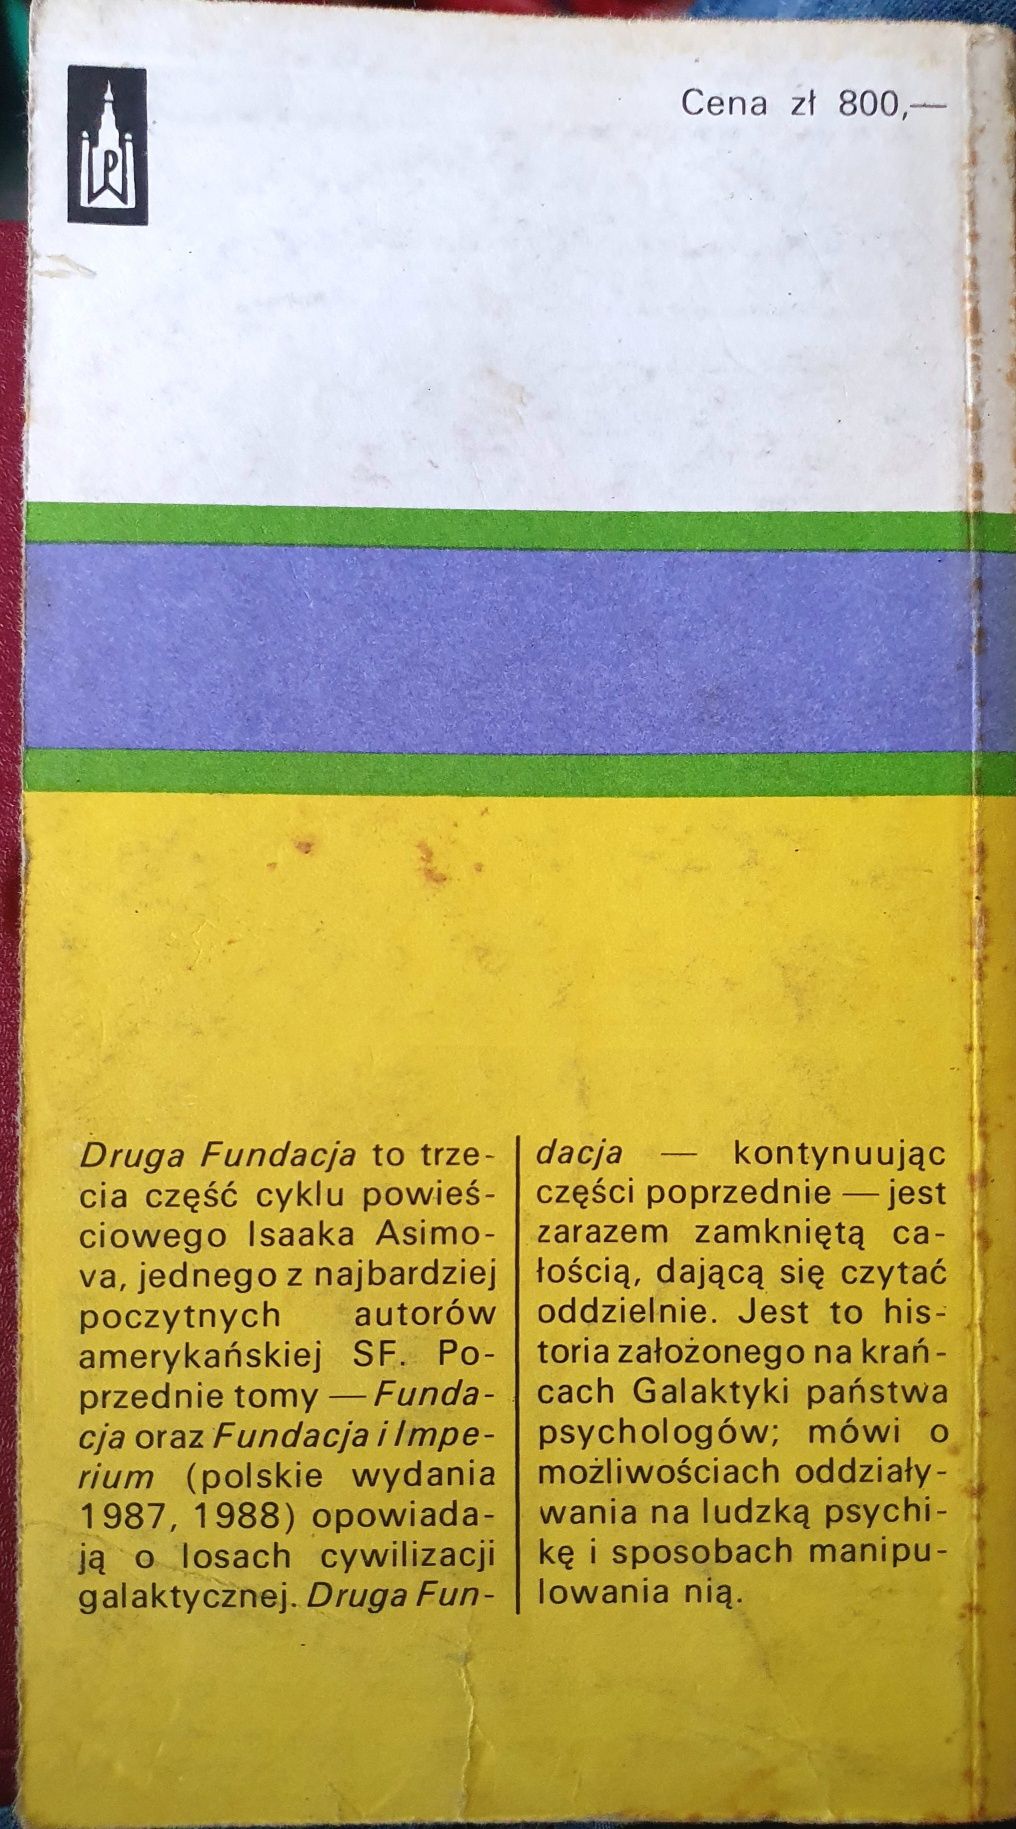 Cena zł 800,—
P
Druga Fundacja to trze-
cia część cyklu powieś-
ciowego Isaaka Asimo-
va, jednego z najbardziej
poczytnych autorów
amerykańskiej SF. Po-
przednie tomy — Funda-
cja oraz Fundacja i Impe-
rium (polskie wydania
1987, 1988) opowiada-
ją o losach cywilizacji
galaktycznej. Druga Fun-
dacja — kontynuując
części poprzednie — jest
zarazem zamkniętą ca-
łością, dającą się czytać
oddzielnie. Jest to his-
toria założonego na krań-
cach Galaktyki państwa
psychologów; mówi o
możliwościach oddziały-
wania na ludzką psychi-
kę i sposobach manipu-
lowania nią.